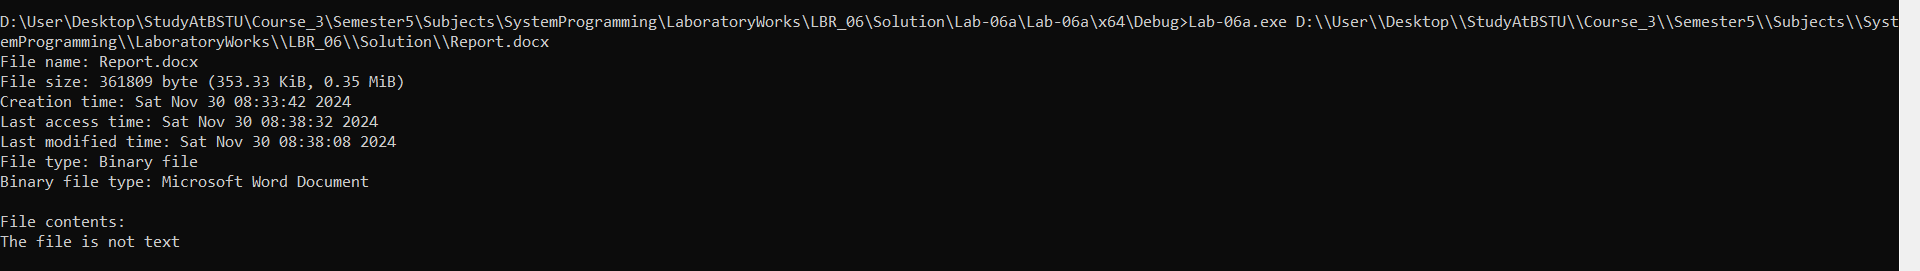 D:\User\Desktop\StudyAtBSTU\Course_3\Semester5\Subjects\SystemProgramming\LaboratoryWorks\LBR_06\Solution\Lab-06a\Lab-06a\x64\Debug>Lab-06a.exe D:\\User\\Desktop\\StudyAtBSTU\\Course_3\\Semester5\\Subjects\\Syst
emProgramming\\LaboratoryWorks\\LBR_06\\Solution\\Report.docx
File name: Report.docx
File size: 361809 byte (353.33 KiB, 0.35 MiB)
Creation time: Sat Nov 30 08:33:42 2024
Last access time: Sat Nov 30 08:38:32 2024
Last modified time: Sat Nov 30 08:38:08 2024
File type: Binary file
Binary file type: Microsoft Word Document
File contents:
The file is not text